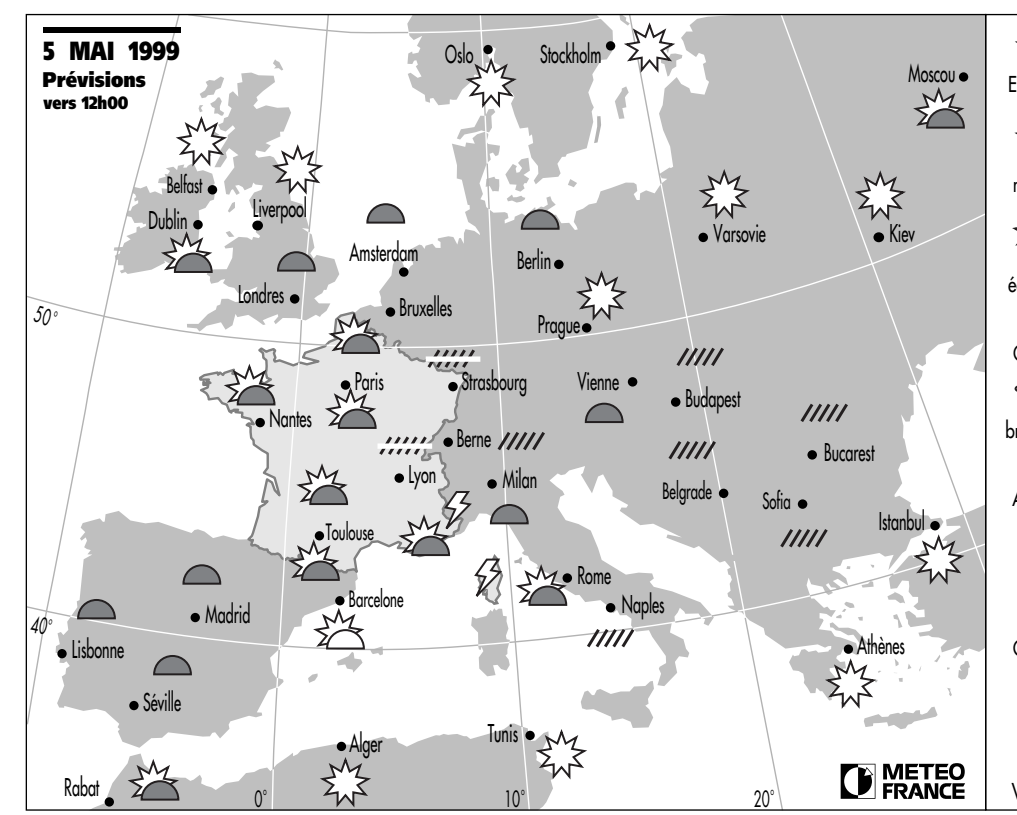 5 MAI 1999
Prévisions
vers 12h00
Oslo
Stockholm
Moscou
Belfast
Dublin
Liverpool
Amsterdam
Berlin
Varsovie
Kiev
Londres
Bruxelles
50°
Prague
Paris
Strasbourg
Vienne
Budapest
Nantes
Berne
Bucarest
Lyon
Milan
Belgrade
Sofia
Istanbul
Toulouse
Rome
Barcelone
Naples
Madrid
40°
Lisbonne
Athènes
Séville
Tunis
Alger
Rabat
0°
10°
20°
METEO
FRANCE